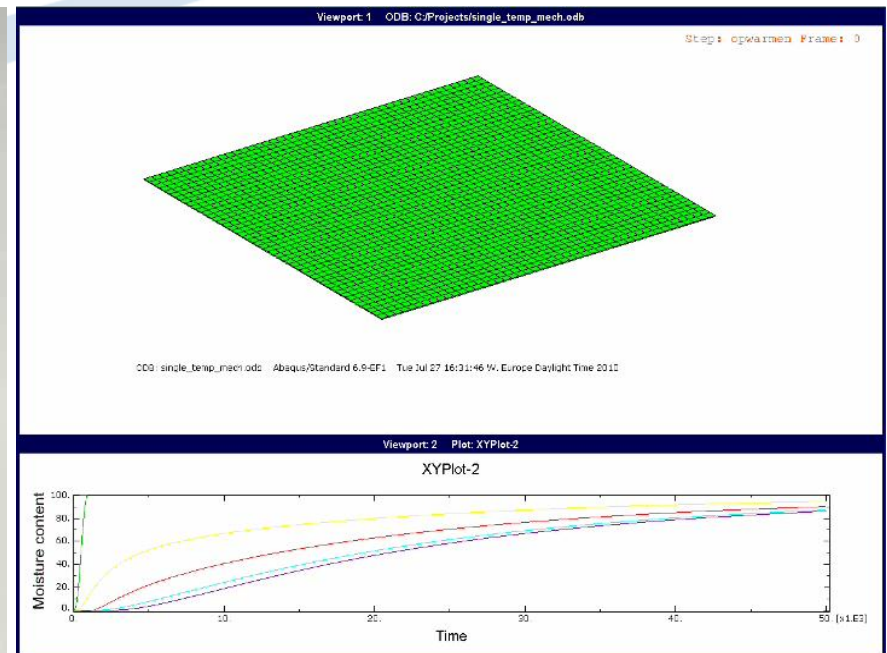 Viewport: 1 ODB: C:/Projects/single_temp_mech.odb
Step: opwarmen Frame: 0
ODB: single_temp_mech.odb Abaqus/Standard 6.9-EF1 Tue Jul 27 16:31:46 W. Europe Daylight Time 2010
Viewport: 2 Plot: XYPlot-2
XYPlot-2
Moisture content
100.
80.
60.
40.
20.
0.
0. 10. 20. 30. 40. 50. [x1.E3]
Time